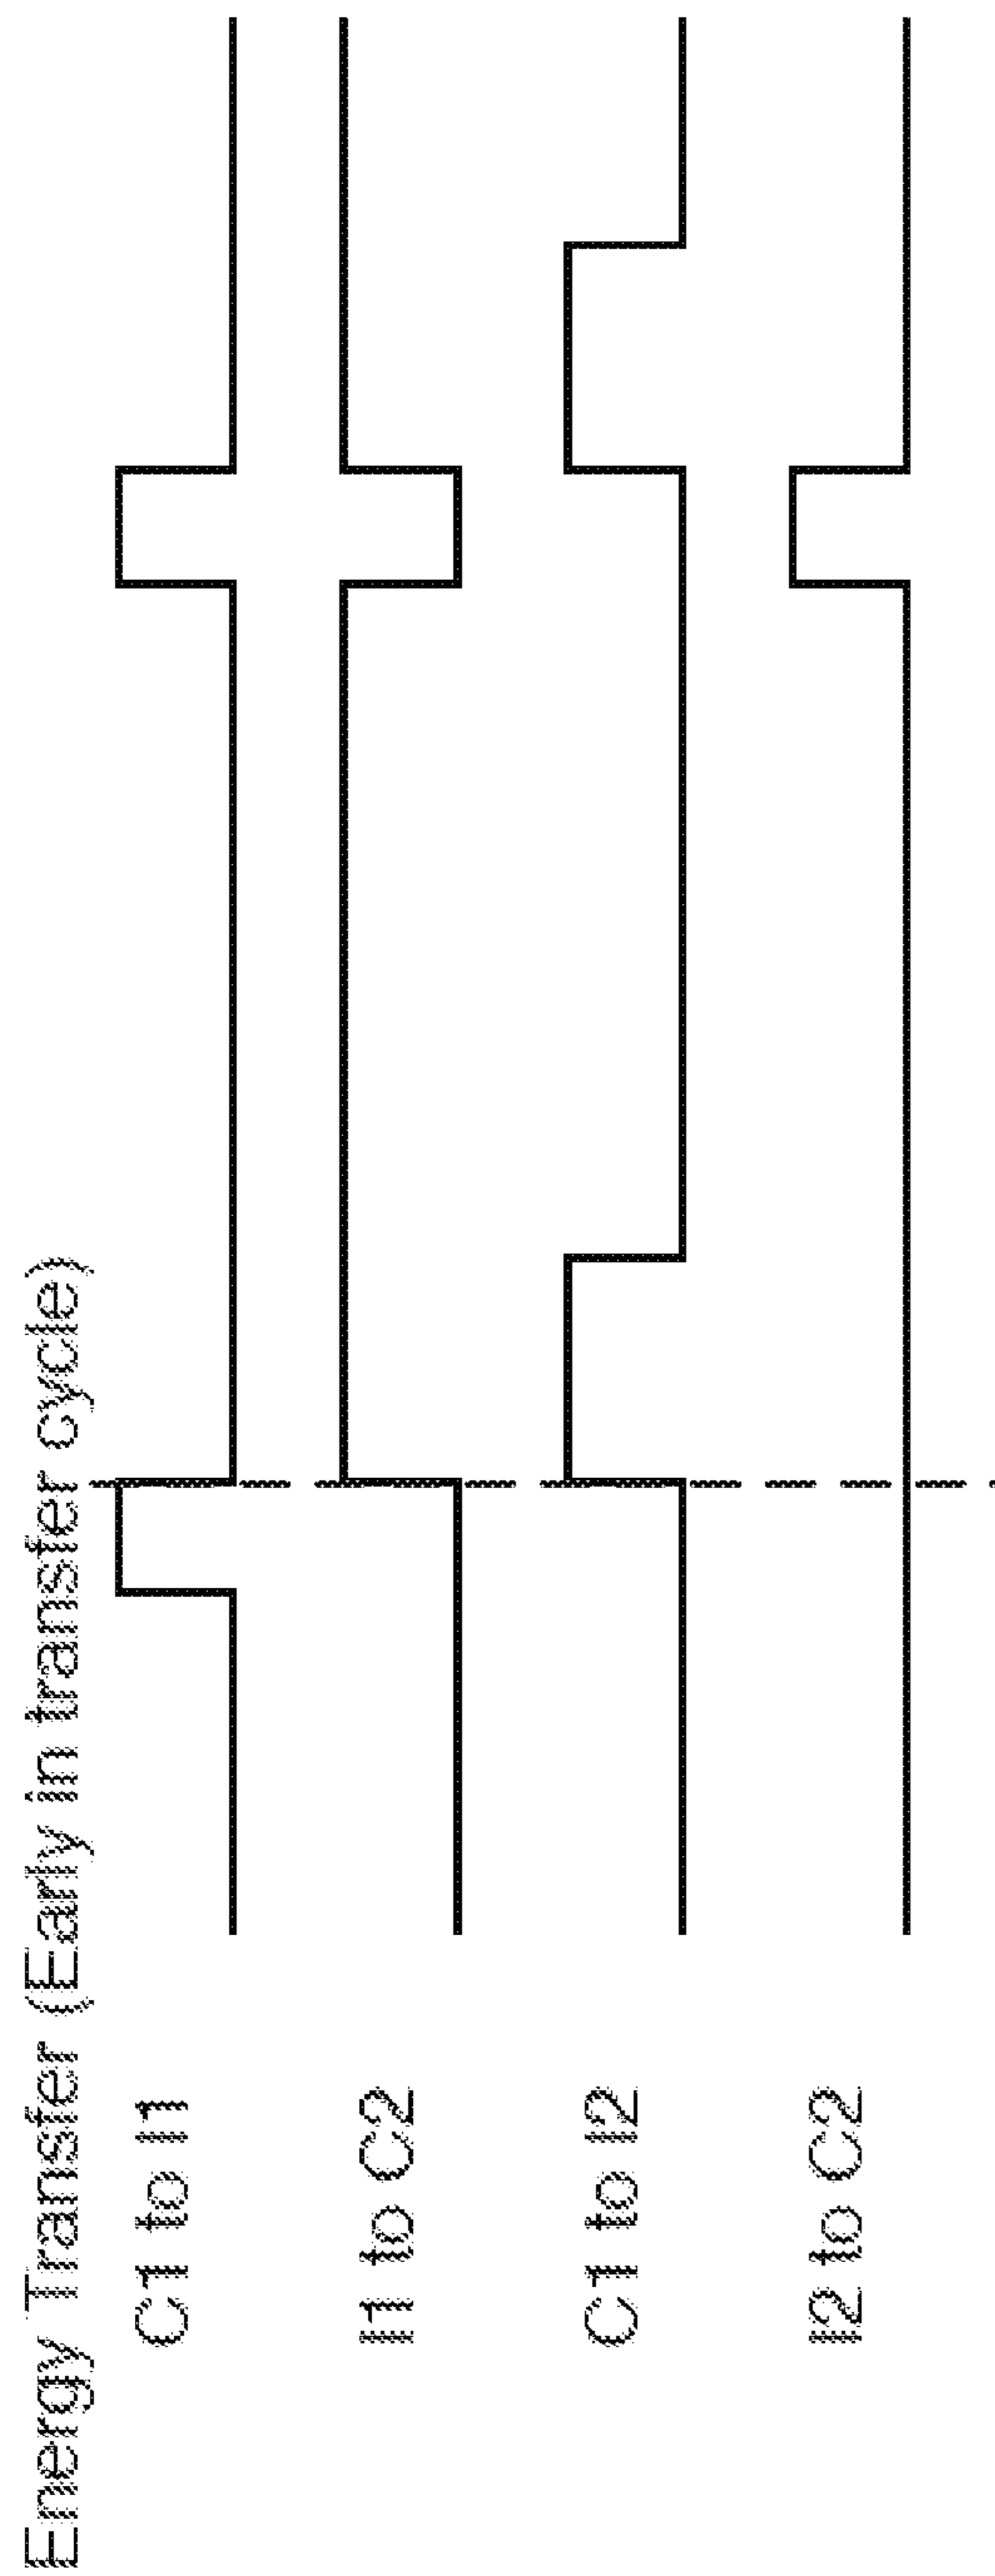 Energy Transfer (Early in transfer cycle)
C1 to I1
I1 to C2
C1 to I2
I2 to C2